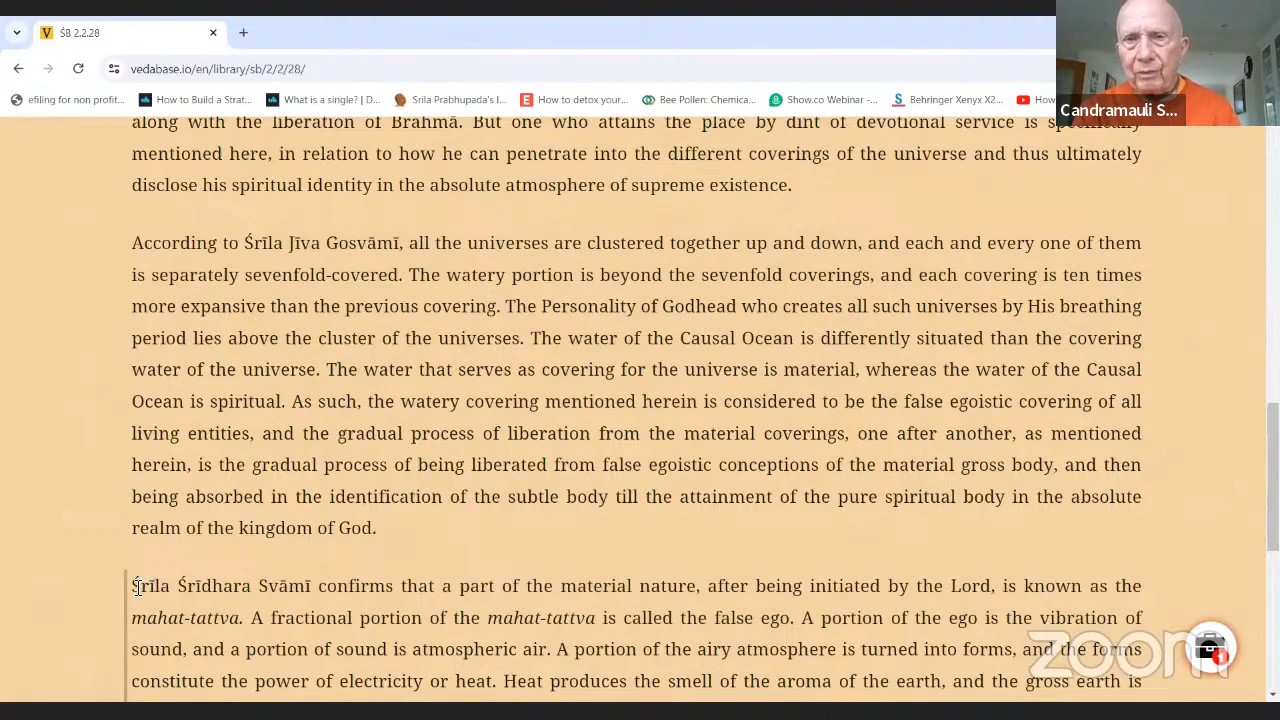 ŚB 2.2.28
vedabase.io/en/library/sb/2/2/28/
efiling for non profit... How to Build a Strat... What is a singley D... Srila Prabhupada's I... How to detox your... Bee Pollen: Chemica... Show.co Webinar -... Behringer Xenyx X2... How
Candramauli S...
along with the liberation of Brahmā. But one who attains the place by dint of devotional service is specifically
mentioned here, in relation to how he can penetrate into the different coverings of the universe and thus ultimately
disclose his spiritual identity in the absolute atmosphere of supreme existence.
According to Śrīla Jīva Gosvāmī, all the universes are clustered together up and down, and each and every one of them
is separately sevenfold-covered. The watery portion is beyond the sevenfold coverings, and each covering is ten times
more expansive than the previous covering. The Personality of Godhead who creates all such universes by His breathing
period lies above the cluster of the universes. The water of the Causal Ocean is differently situated than the covering
water of the universe. The water that serves as covering for the universe is material, whereas the water of the Causal
Ocean is spiritual. As such, the watery covering mentioned herein is considered to be the false egoistic covering of all
living entities, and the gradual process of liberation from the material coverings, one after another, as mentioned
herein, is the gradual process of being liberated from false egoistic conceptions of the material gross body, and then
being absorbed in the identification of the subtle body till the attainment of the pure spiritual body in the absolute
realm of the kingdom of God.
Śrīla Śrīdhara Svāmī confirms that a part of the material nature, after being initiated by the Lord, is known as the
mahat-tattva. A fractional portion of the mahat-tattva is called the false ego. A portion of the ego is the vibration of
sound, and a portion of sound is atmospheric air. A portion of the airy atmosphere is turned into forms, and the forms
constitute the power of electricity or heat. Heat produces the smell of the aroma of the earth, and the gross earth is
zoom
1